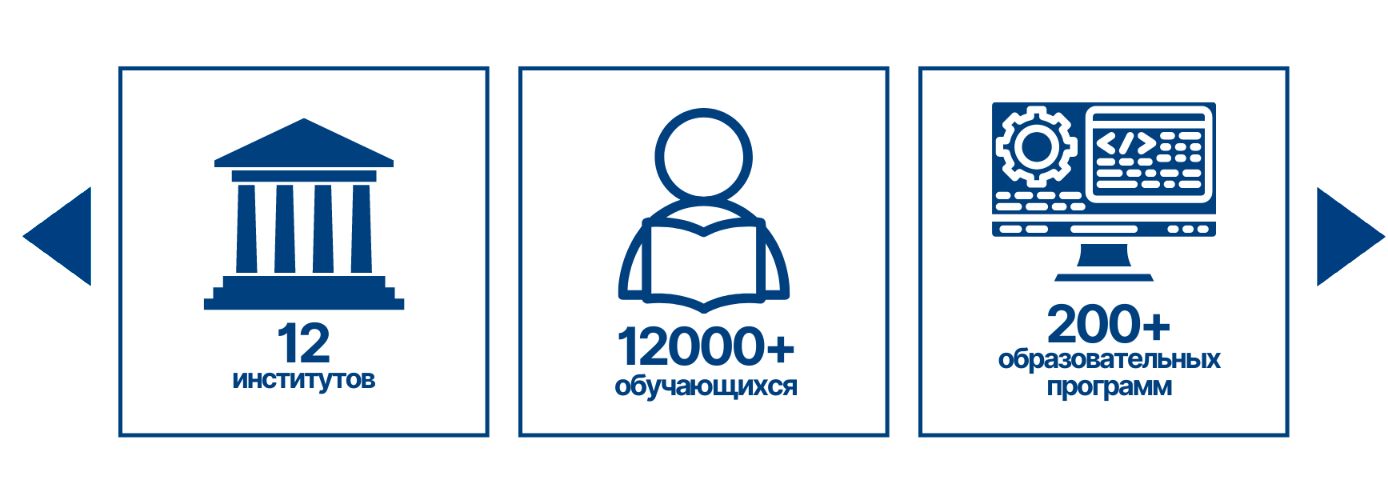 12
институтов
12000+
обучающихся
200+
образовательных
программ